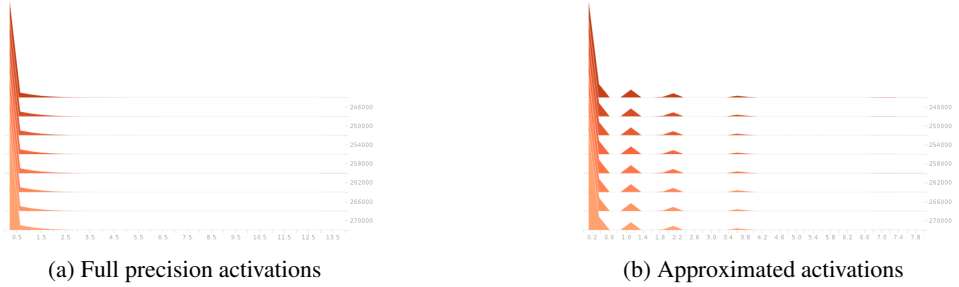 246000 246000
250000 250000
254000 254000
258000 258000
262000 262000
266000 266000
270000 270000
0.5 1.5 2.5 3.5 4.5 5.5 6.5 7.5 8.5 9.5 10.5 11.5 12.5 13.5
0.2 0.6 1.0 1.4 1.8 2.2 2.6 3.0 3.4 3.8 4.2 4.6 5.0 5.4 5.8 6.2 6.6 7.0 7.4 7.8
(a) Full precision activations
(b) Approximated activations